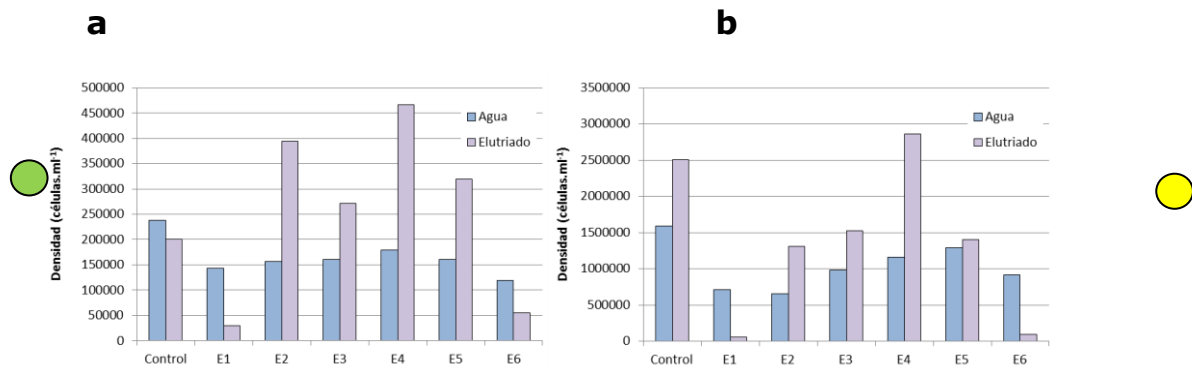 a
500000
450000
400000
350000
300000
250000
200000
150000
100000
50000
0
Densidad (células.ml⁻¹)
Agua
Elutriado
Control E1 E2 E3 E4 E5 E6
b
3500000
3000000
2500000
2000000
1500000
1000000
500000
0
Densidad (células.ml⁻¹)
Agua
Elutriado
Control E1 E2 E3 E4 E5 E6